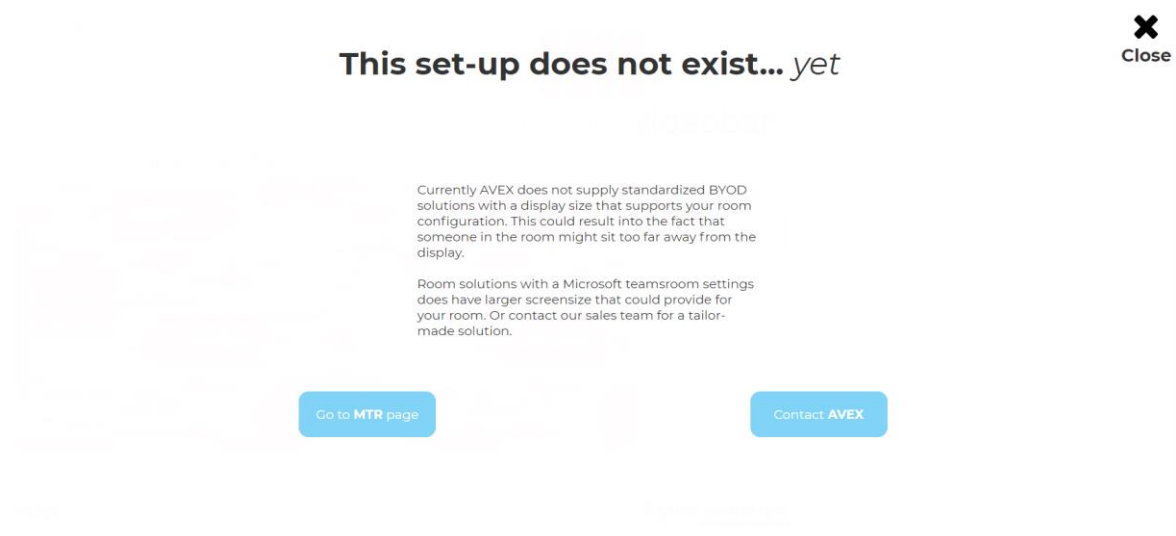 Close
This set-up does not exist... yet
Currently AVEX does not supply standardized BYOD
solutions with a display size that supports your room
configuration. This could result into the fact that
someone in the room might sit too far away from the
display.
Room solutions with a Microsoft teamsroom settings
does have larger screensize that could provide for
your room. Or contact our sales team for a tailor-
made solution.
Go to MTR page
Contact AVEX